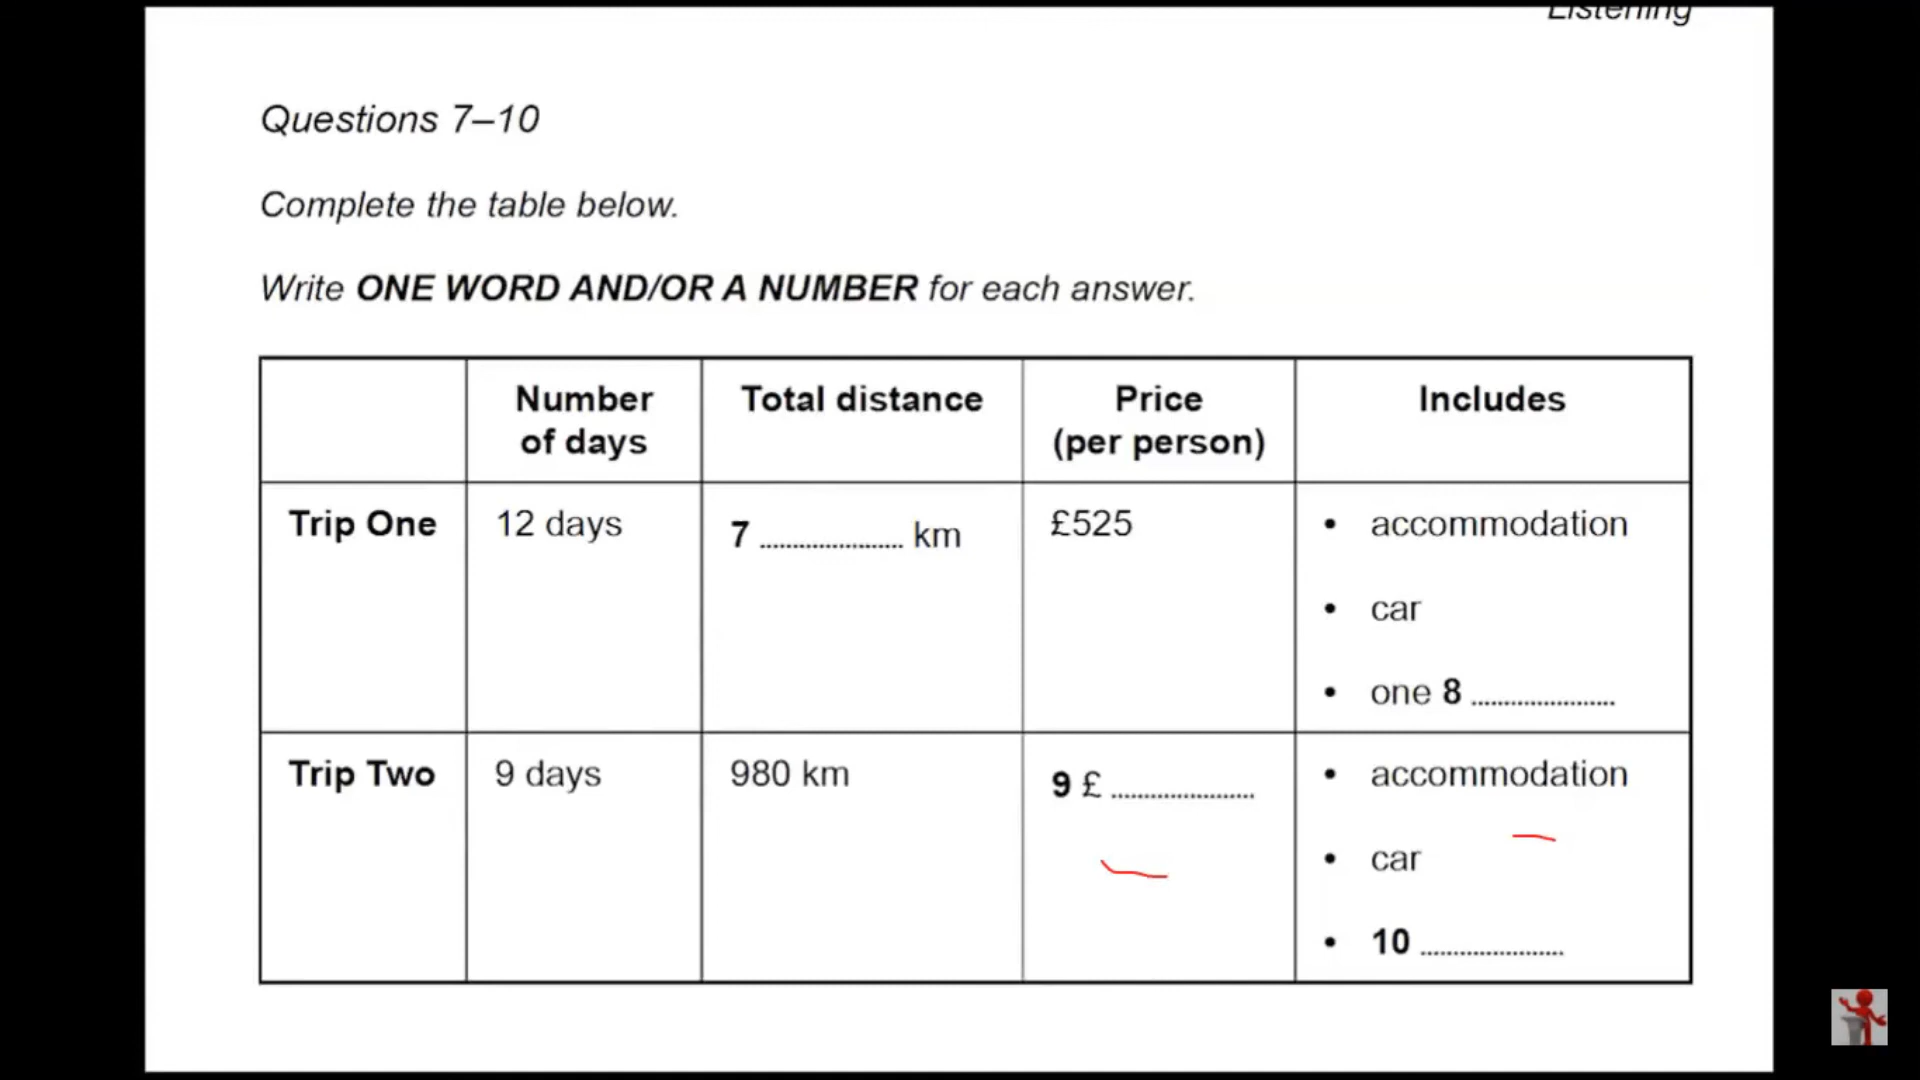 Listening
Questions 7–10
Complete the table below.
Write ONE WORD AND/OR A NUMBER for each answer.
Number of days
Total distance
Price (per person)
Includes
Trip One
12 days
7 ...................... km
£525
• accommodation
• car
• one 8 ......................
Trip Two
9 days
980 km
9 £ ......................
• accommodation
• car
• 10 ......................